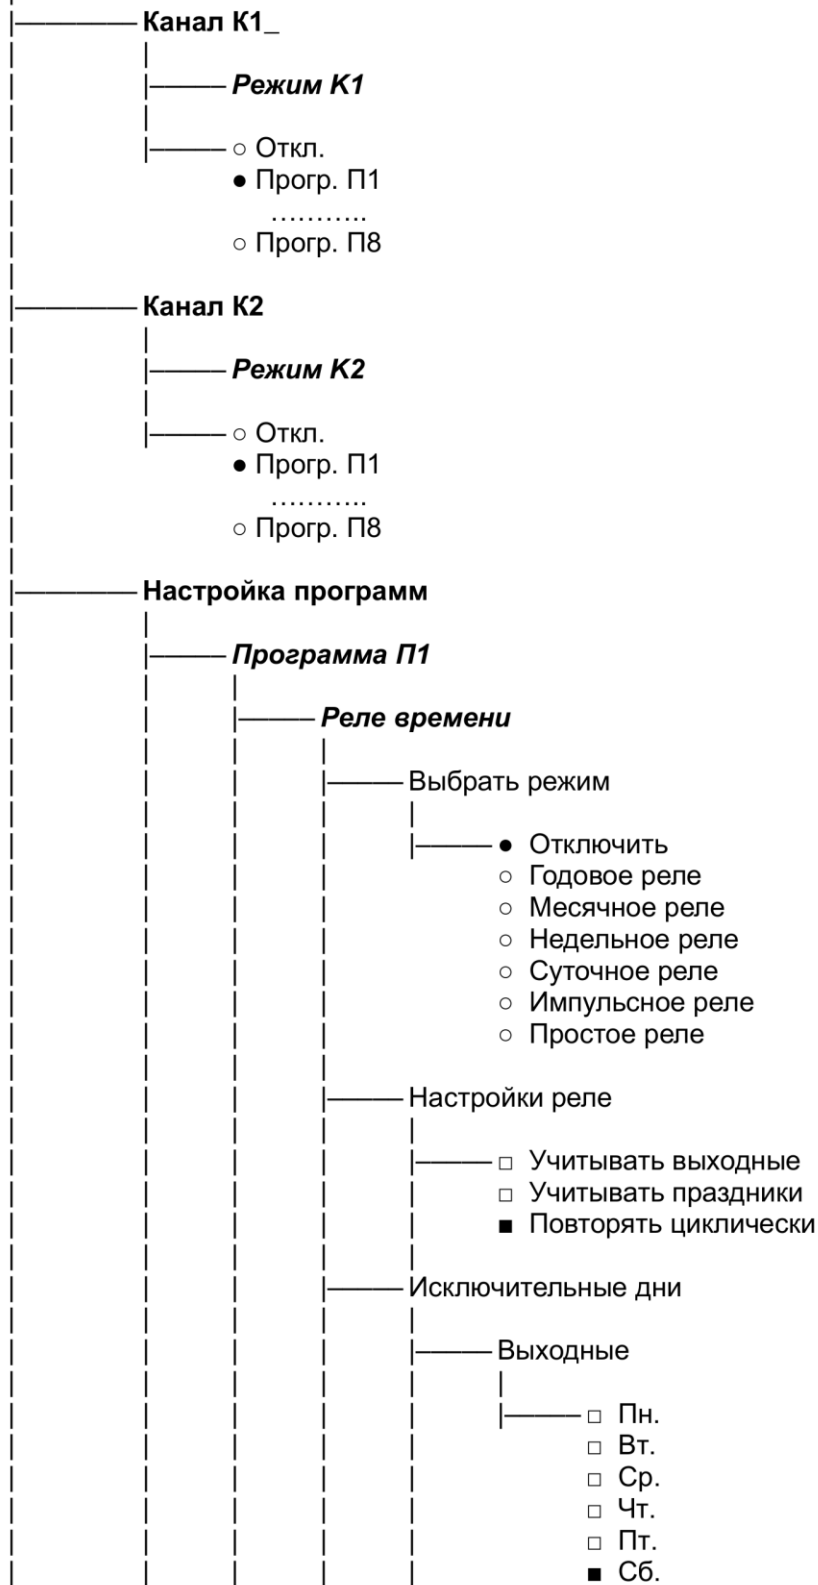 Канал К1_
Режим К1
○ Откл.
● Прогр. П1
………..
○ Прогр. П8
Канал К2
Режим К2
○ Откл.
● Прогр. П1
………..
○ Прогр. П8
Настройка программ
Программа П1
Реле времени
Выбрать режим
● Отключить
○ Годовое реле
○ Месячное реле
○ Недельное реле
○ Суточное реле
○ Импульсное реле
○ Простое реле
Настройки реле
□ Учитывать выходные
□ Учитывать праздники
■ Повторять циклически
Исключительные дни
Выходные
□ Пн.
□ Вт.
□ Ср.
□ Чт.
□ Пт.
■ Сб.